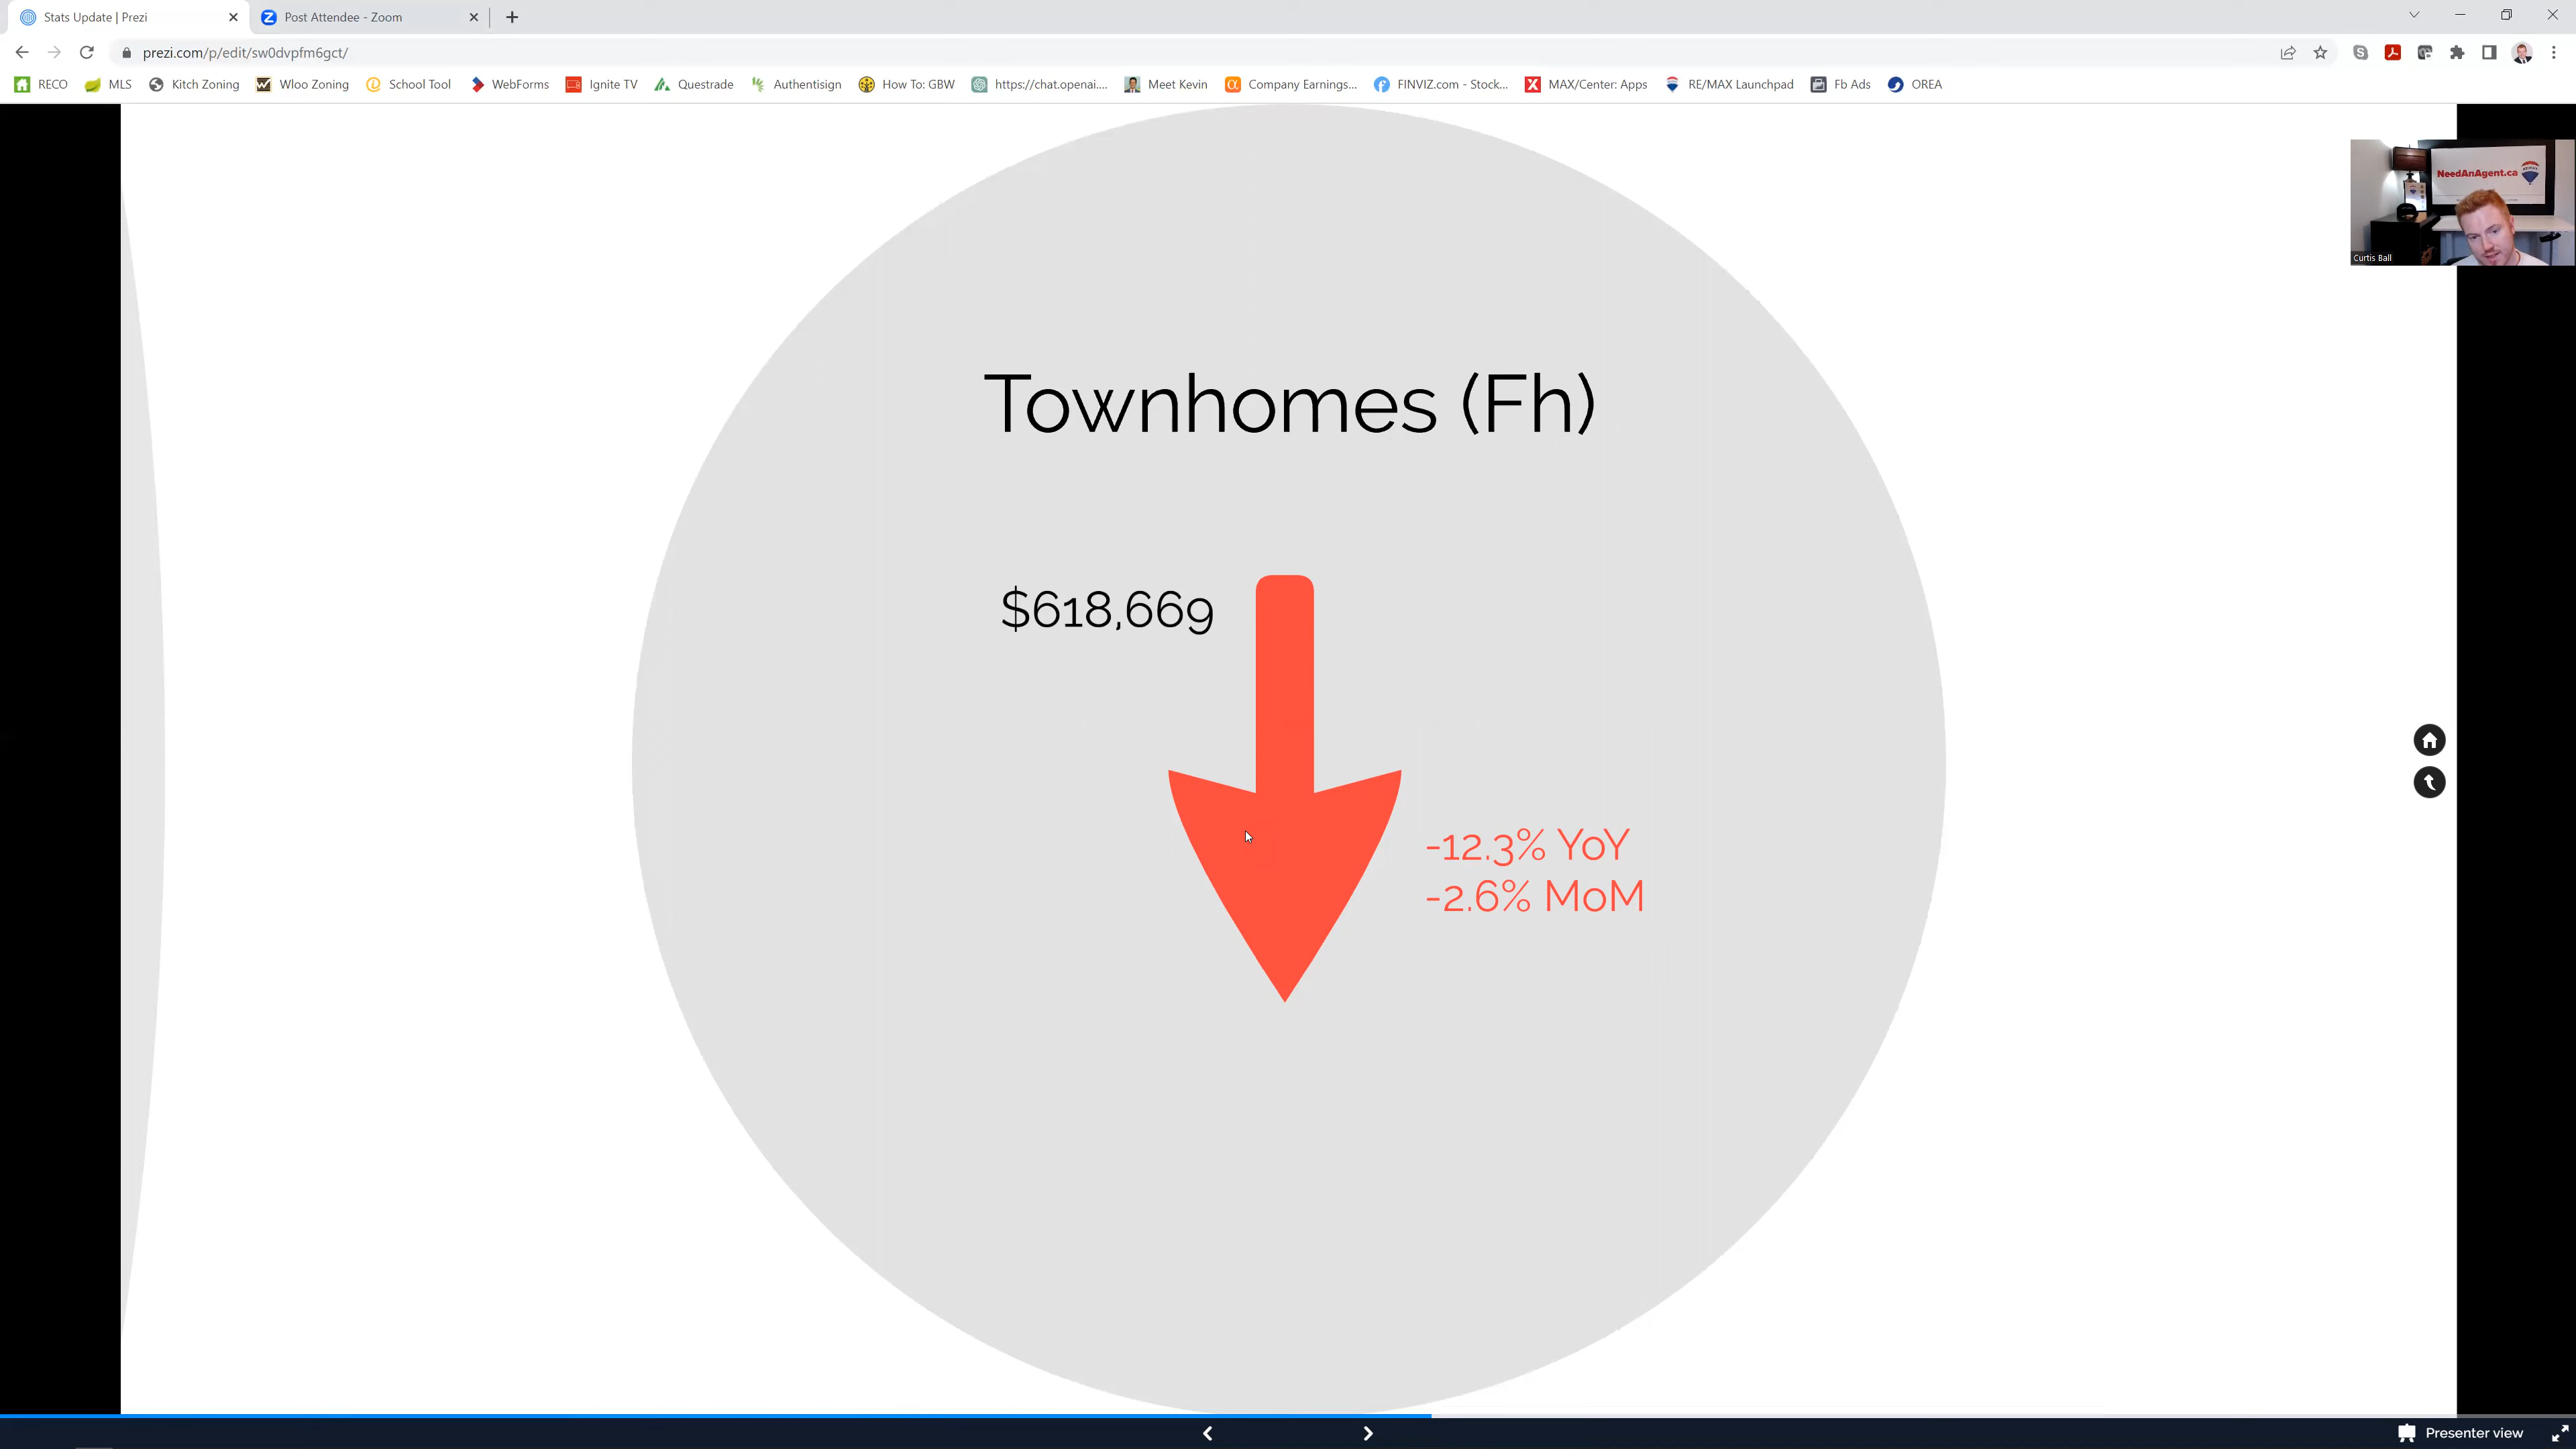 Stats Update | Prezi
Post Attendee - Zoom
prezi.com/p/edit/sw0dvpfm6gct/
RECO
MLS
Kitch Zoning
Wloo Zoning
School Tool
WebForms
Ignite TV
Questrade
Authentisign
How To: GBW
https://chat.openai....
Meet Kevin
Company Earnings...
FINVIZ.com - Stock...
MAX/Center: Apps
RE/MAX Launchpad
Fb Ads
OREA
NeedAnAgent.ca
Curtis Ball
Townhomes (Fh)
$618,669
-12.3% YoY
-2.6% MoM
Presenter view